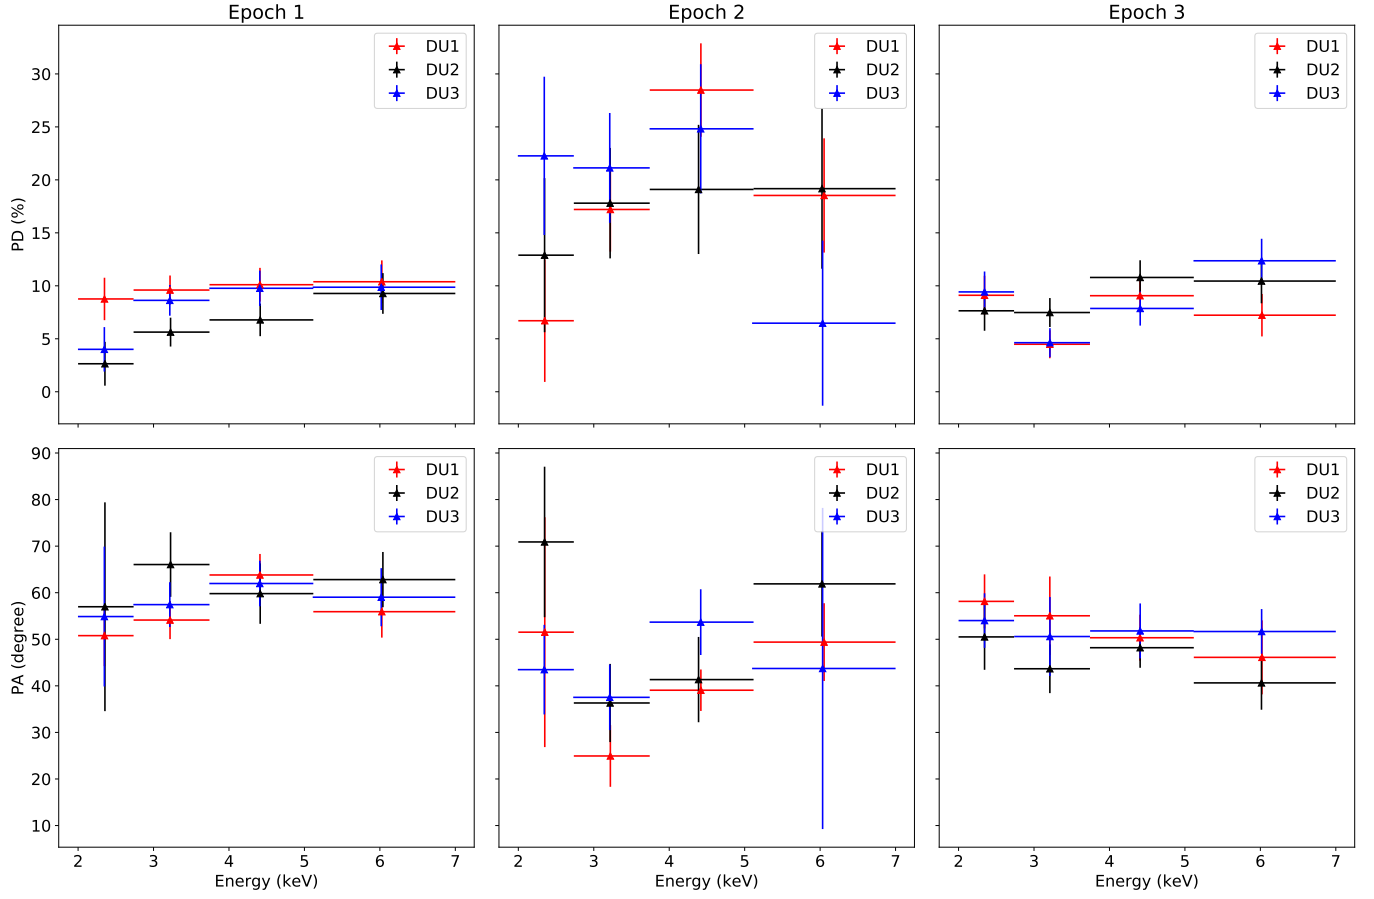 Epoch 1
Epoch 2
Epoch 3
PD (%)
30
25
20
15
10
5
0
DU1
DU2
DU3
DU1
DU2
DU3
DU1
DU2
DU3
PA (degree)
90
80
70
60
50
40
30
20
10
DU1
DU2
DU3
DU1
DU2
DU3
DU1
DU2
DU3
2 3 4 5 6 7
2 3 4 5 6 7
2 3 4 5 6 7
Energy (keV)
Energy (keV)
Energy (keV)